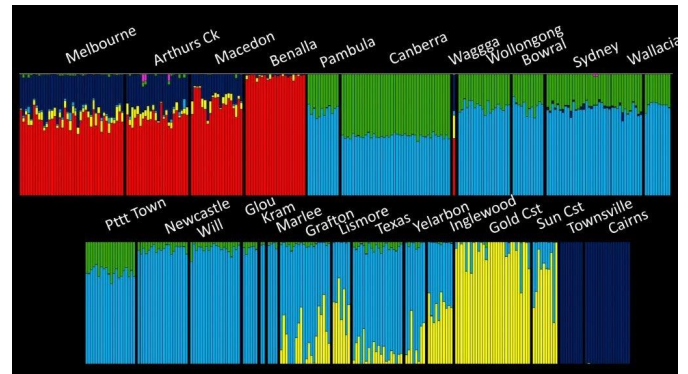 Melbourne Arthurs Ck Macedon Benalla Pambula Canberra Waggga Wollongong Bowral Sydney Wallacia
Pttt Town Newcastle Will Glou Kram Marlee Grafton Lismore Texas Yelarbon Inglewood Gold Cst Sun Cst Townsville Cairns